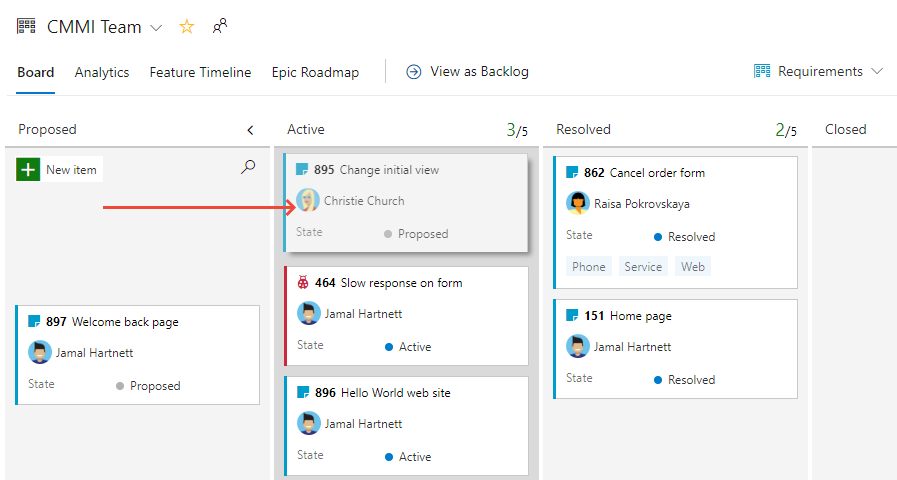 CMMI Team
Board Analytics Feature Timeline Epic Roadmap View as Backlog Requirements
Proposed
New item
897 Welcome back page
Jamal Hartnett
State Proposed
Active 3/5
895 Change initial view
Christie Church
State Proposed
464 Slow response on form
Jamal Hartnett
State Active
896 Hello World web site
Jamal Hartnett
State Active
Resolved 2/5
862 Cancel order form
Raisa Pokrovskaya
State Resolved
Phone Service Web
151 Home page
Jamal Hartnett
State Resolved
Closed